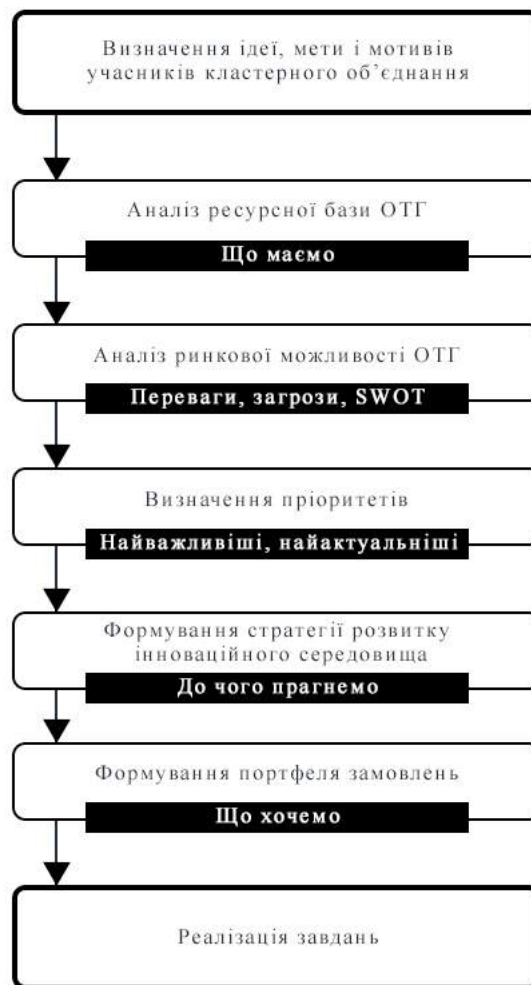 Визначення ідеї, мети і мотивів
учасників кластерного об’єднання
Аналіз ресурсної бази ОТГ
Що маємо
Аналіз ринкової можливості ОТГ
Переваги, загрози, SWOT
Визначення пріоритетів
Найважливіші, найактуальніші
Формування стратегії розвитку
інноваційного середовища
До чого прагнемо
Формування портфеля замовлень
Що хочемо
Реалізація завдань